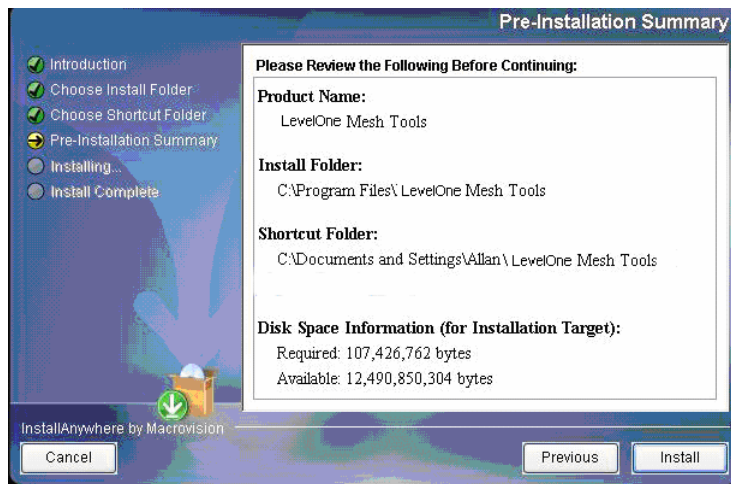 Pre-Installation Summary
Introduction
Choose Install Folder
Choose Shortcut Folder
Pre-Installation Summary
Installing...
Install Complete
Please Review the Following Before Continuing:
Product Name:
LevelOne Mesh Tools
Install Folder:
C:\Program Files\ LevelOne Mesh Tools
Shortcut Folder:
C:\Documents and Settings\Allan\ LevelOne Mesh Tools
Disk Space Information (for Installation Target):
Required: 107,426,762 bytes
Available: 12,490,850,304 bytes
InstallAnywhere by Macrovision
Cancel
Previous
Install